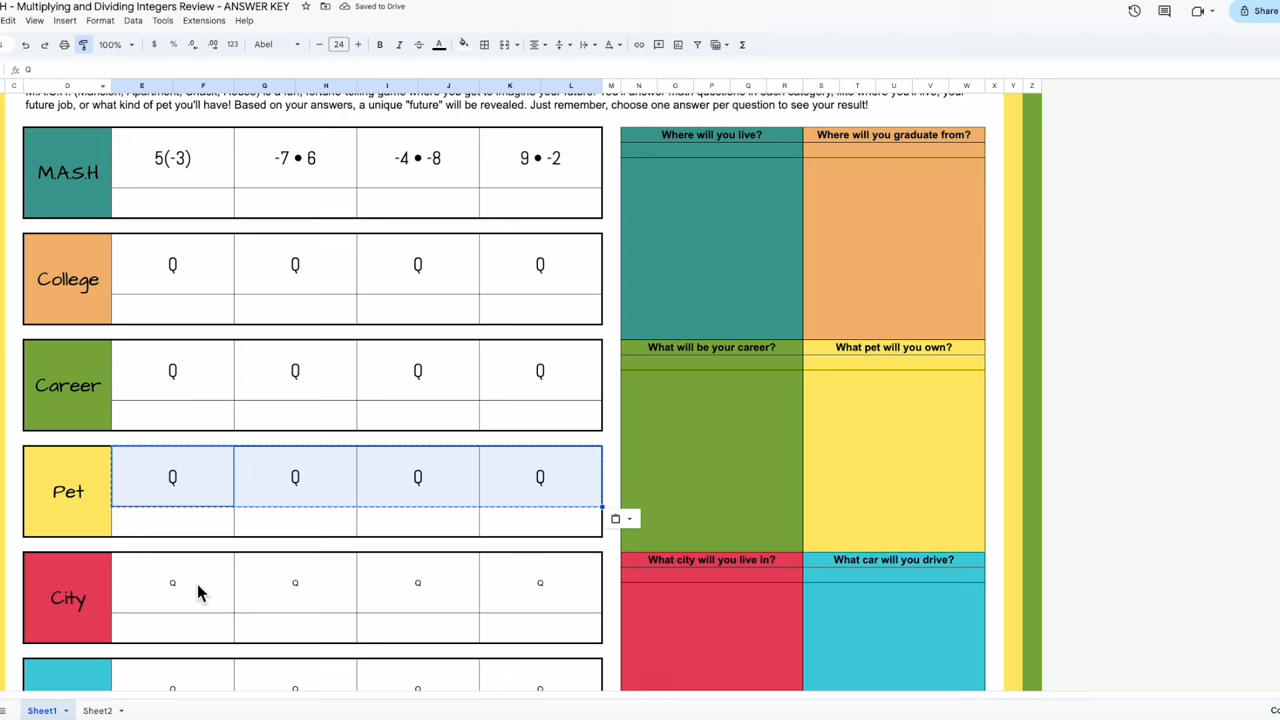 H - Multiplying and Dividing Integers Review - ANSWER KEY
Saved to Drive
Edit View Insert Format Data Tools Extensions Help
Share
100% $ % .0 .00 123 Abel 24 B I S A Σ
fx Q
C D E F G H I J K L M N O P Q R S T U V W X Y Z
future job, or what kind of pet you'll have! Based on your answers, a unique "future" will be revealed. Just remember, choose one answer per question to see your result!
M.A.S.H 5(-3) -7 • 6 -4 • -8 9 • -2
College Q Q Q Q
Career Q Q Q Q
Pet Q Q Q Q
City Q Q Q Q
Q Q Q Q
Where will you live? Where will you graduate from?
What will be your career? What pet will you own?
What city will you live in? What car will you drive?
Sheet1 Sheet2